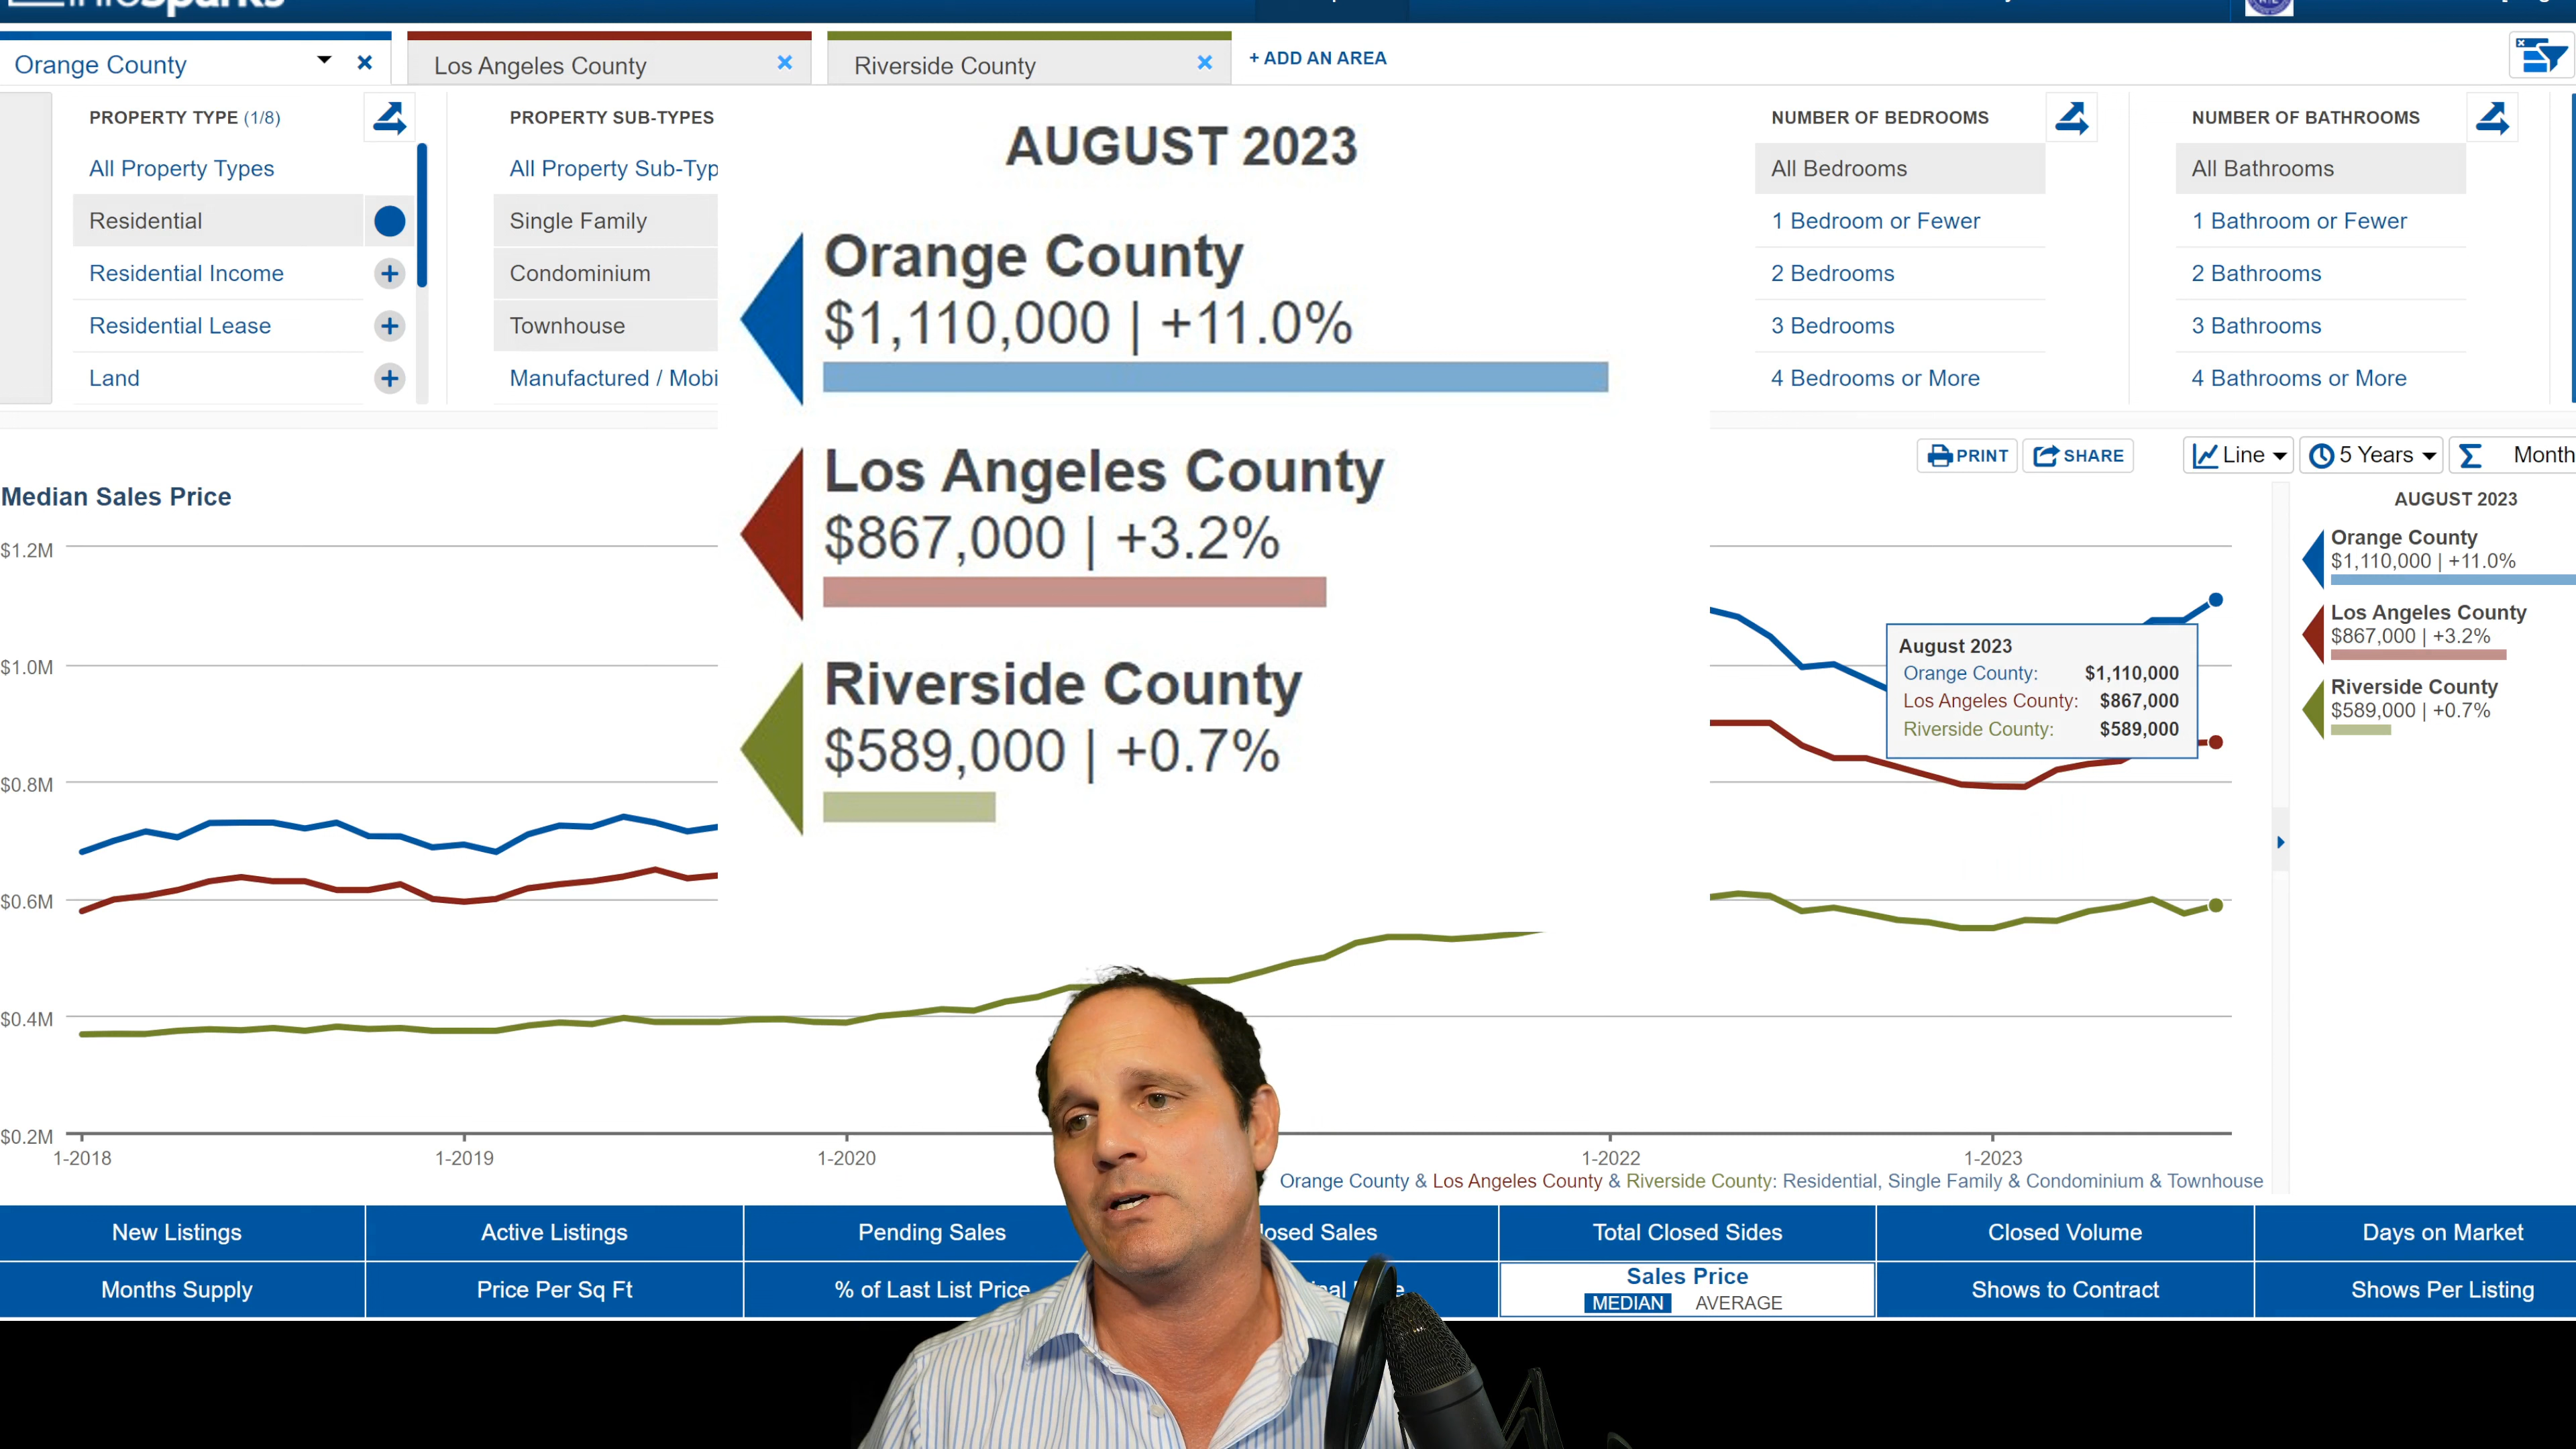 InfoSparks
Orange County
Los Angeles County
Riverside County
+ ADD AN AREA
PROPERTY TYPE (1/8)
All Property Types
Residential
Residential Income
Residential Lease
Land
PROPERTY SUB-TYPES
All Property Sub-Typ
Single Family
Condominium
Townhouse
Manufactured / Mobi
AUGUST 2023
Orange County
$1,110,000 | +11.0%
Los Angeles County
$867,000 | +3.2%
Riverside County
$589,000 | +0.7%
NUMBER OF BEDROOMS
All Bedrooms
1 Bedroom or Fewer
2 Bedrooms
3 Bedrooms
4 Bedrooms or More
NUMBER OF BATHROOMS
All Bathrooms
1 Bathroom or Fewer
2 Bathrooms
3 Bathrooms
4 Bathrooms or More
PRINT
SHARE
Line
5 Years
Month
Median Sales Price
$1.2M
$1.0M
$0.8M
$0.6M
$0.4M
$0.2M
1-2018
1-2019
1-2020
1-2022
1-2023
August 2023
Orange County: $1,110,000
Los Angeles County: $867,000
Riverside County: $589,000
AUGUST 2023
Orange County
$1,110,000 | +11.0%
Los Angeles County
$867,000 | +3.2%
Riverside County
$589,000 | +0.7%
Orange County & Los Angeles County & Riverside County: Residential, Single Family & Condominium & Townhouse
New Listings
Active Listings
Pending Sales
losed Sales
Total Closed Sides
Closed Volume
Days on Market
Months Supply
Price Per Sq Ft
% of Last List Price
Sales Price
MEDIAN AVERAGE
Shows to Contract
Shows Per Listing